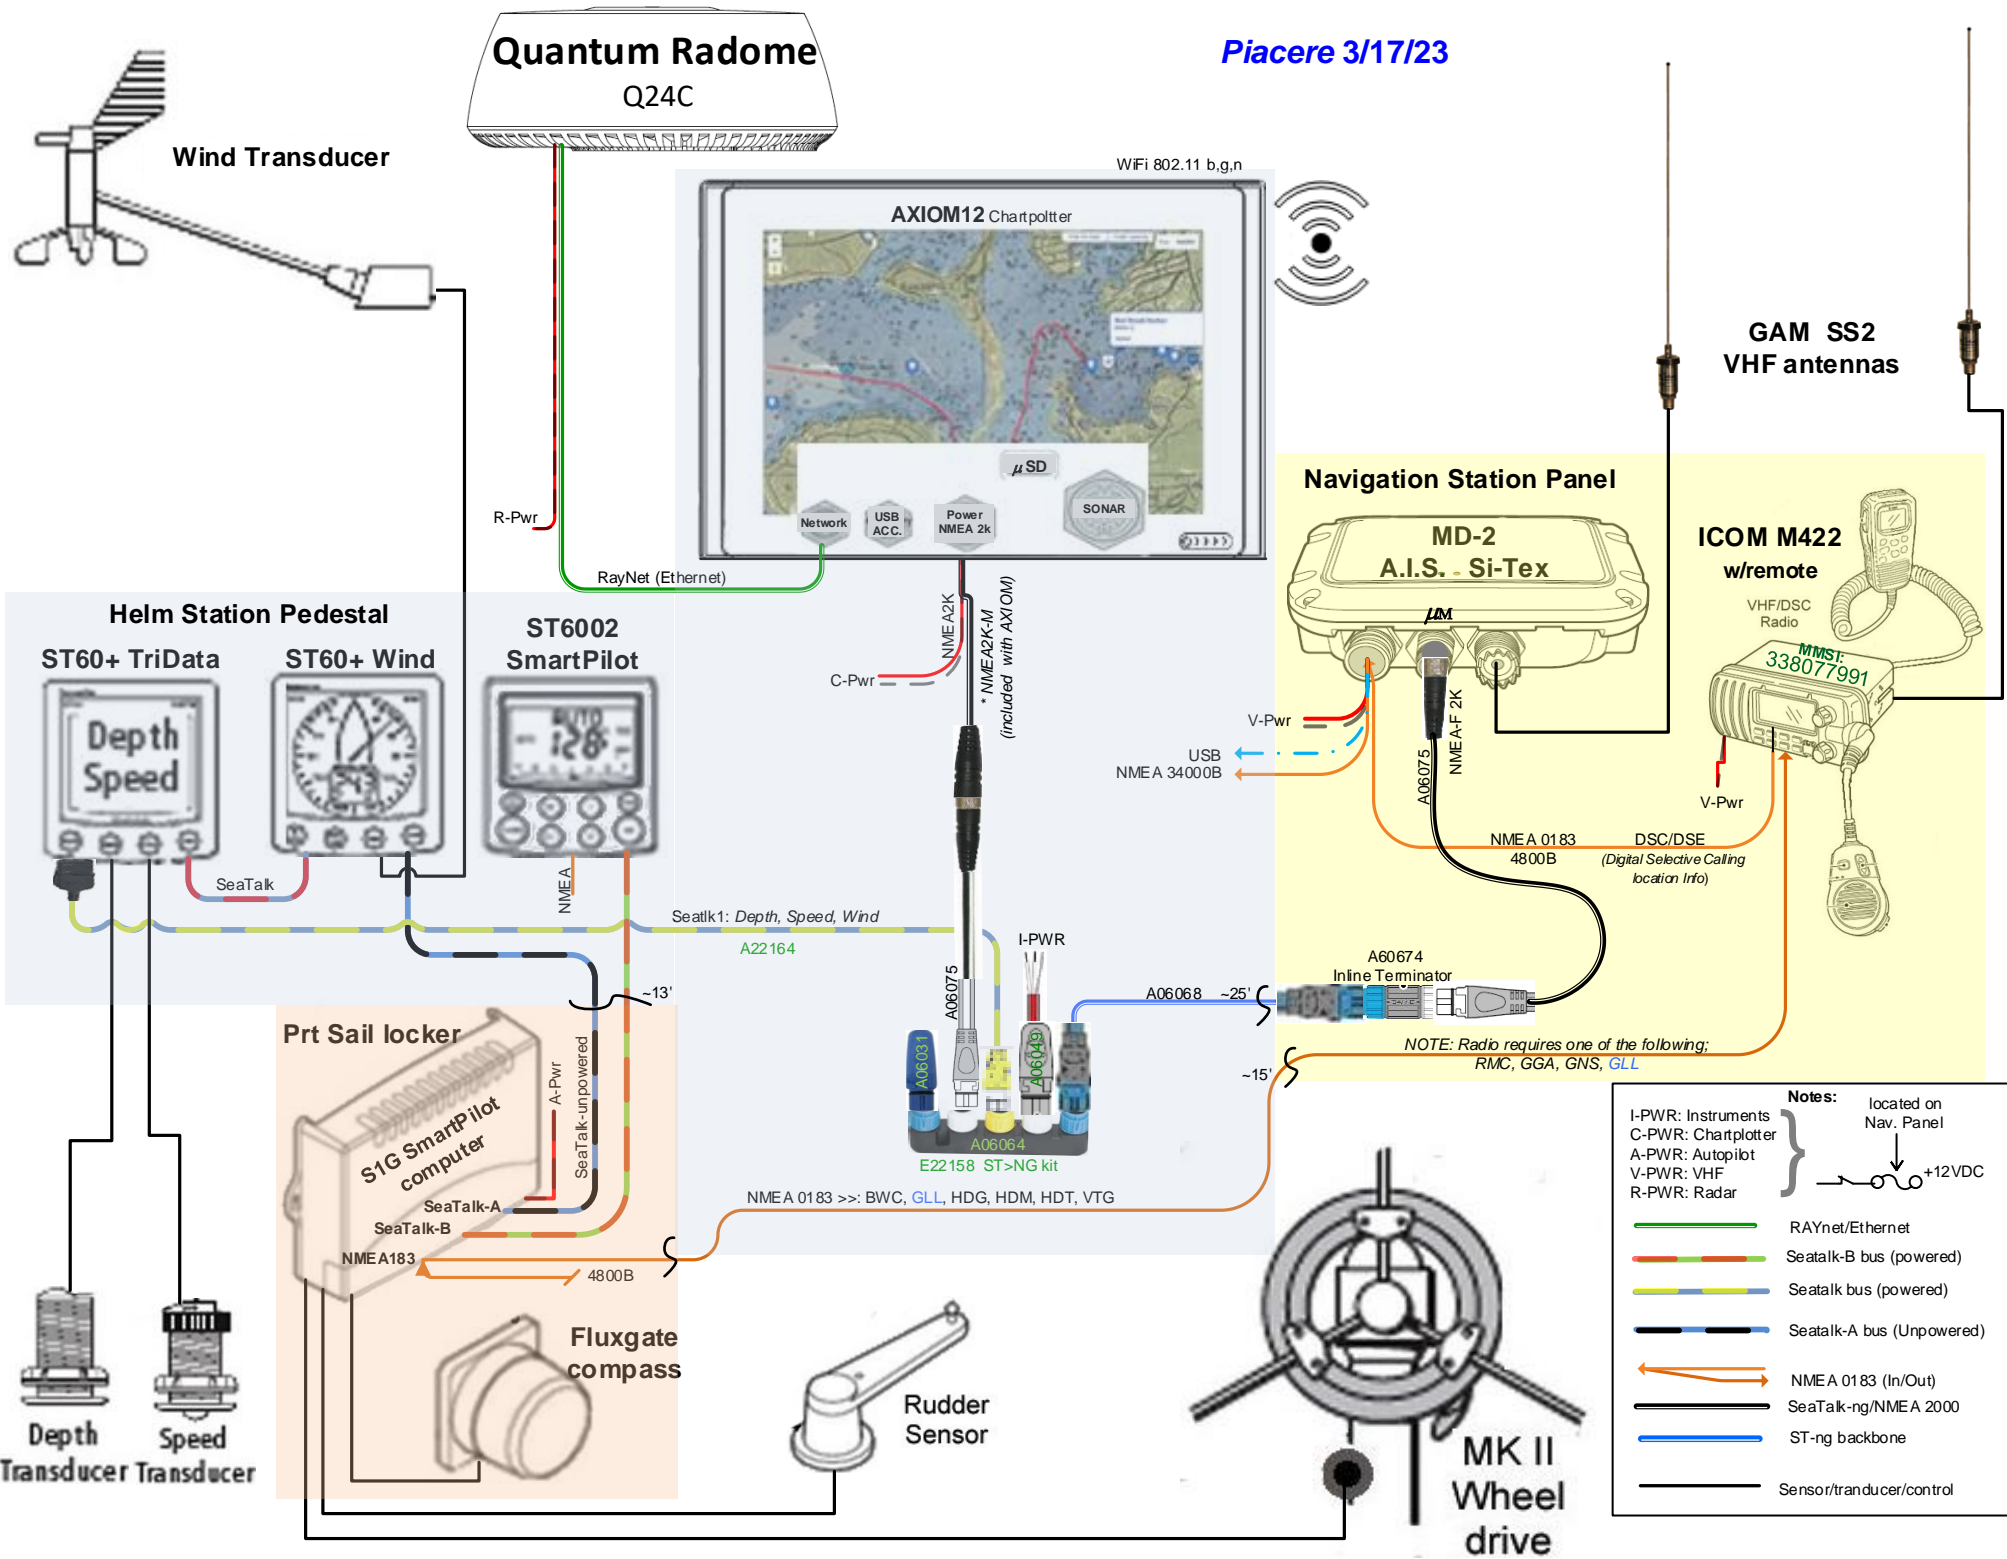 Quantum Radome
Q24C
Piacere 3/17/23
Wind Transducer
WiFi 802.11 b,g,n
AXIOM12 Chartpoltter
GAM SS2
VHF antennas
µSD
Network
USB
ACC.
Power
NMEA 2k
SONAR
R-Pwr
RayNet (Ethernet)
Navigation Station Panel
MD-2
A.I.S. - Si-Tex
µM
ICOM M422
w/remote
VHF/DSC
Radio
MMSI:
338077991
Helm Station Pedestal
ST60+ TriData
ST60+ Wind
ST6002
SmartPilot
Depth
Speed
AUTO
C-Pwr
NMEA2K
* NMEA2K-M
(included with AXIOM)
V-Pwr
USB
NMEA 34000B
A06075
NMEA-F 2K
V-Pwr
NMEA 0183
4800B
DSC/DSE
(Digital Selective Calling
location Info)
SeaTalk
NMEA
Seatlk1: Depth, Speed, Wind
A22164
I-PWR
A06075
A06068 ~25'
A60674
Inline Terminator
~13'
Prt Sail locker
SeaTalk-unpowered
A-Pwr
A06031
A06049
A06064
E22158 ST>NG kit
NOTE: Radio requires one of the following;
RMC, GGA, GNS, GLL
~15'
S1G SmartPilot
computer
SeaTalk-A
SeaTalk-B
NMEA183
4800B
NMEA 0183 >>: BWC, GLL, HDG, HDM, HDT, VTG
Fluxgate
compass
Depth
Transducer
Speed
Transducer
Rudder
Sensor
MK II
Wheel
drive
Notes:
I-PWR: Instruments
C-PWR: Chartplotter
A-PWR: Autopilot
V-PWR: VHF
R-PWR: Radar
located on
Nav. Panel
+12VDC
RAYnet/Ethernet
Seatalk-B bus (powered)
Seatalk bus (powered)
Seatalk-A bus (Unpowered)
NMEA 0183 (In/Out)
SeaTalk-ng/NMEA 2000
ST-ng backbone
Sensor/tranducer/control